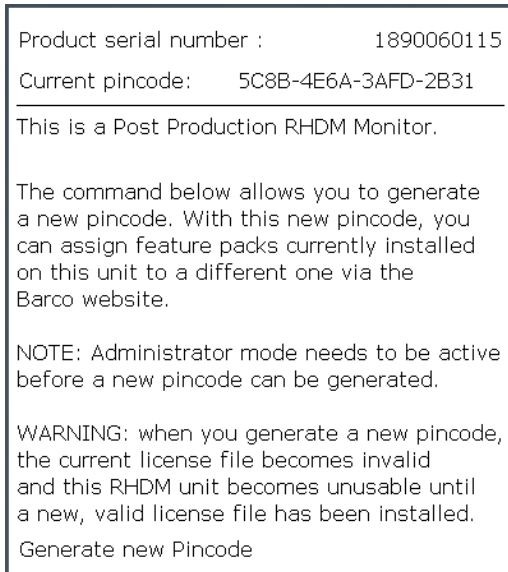 Product serial number : 1890060115
Current pincode: 5C8B-4E6A-3AFD-2B31
This is a Post Production RHDM Monitor.
The command below allows you to generate
a new pincode. With this new pincode, you
can assign feature packs currently installed
on this unit to a different one via the
Barco website.
NOTE: Administrator mode needs to be active
before a new pincode can be generated.
WARNING: when you generate a new pincode,
the current license file becomes invalid
and this RHDM unit becomes unusable until
a new, valid license file has been installed.
Generate new Pincode